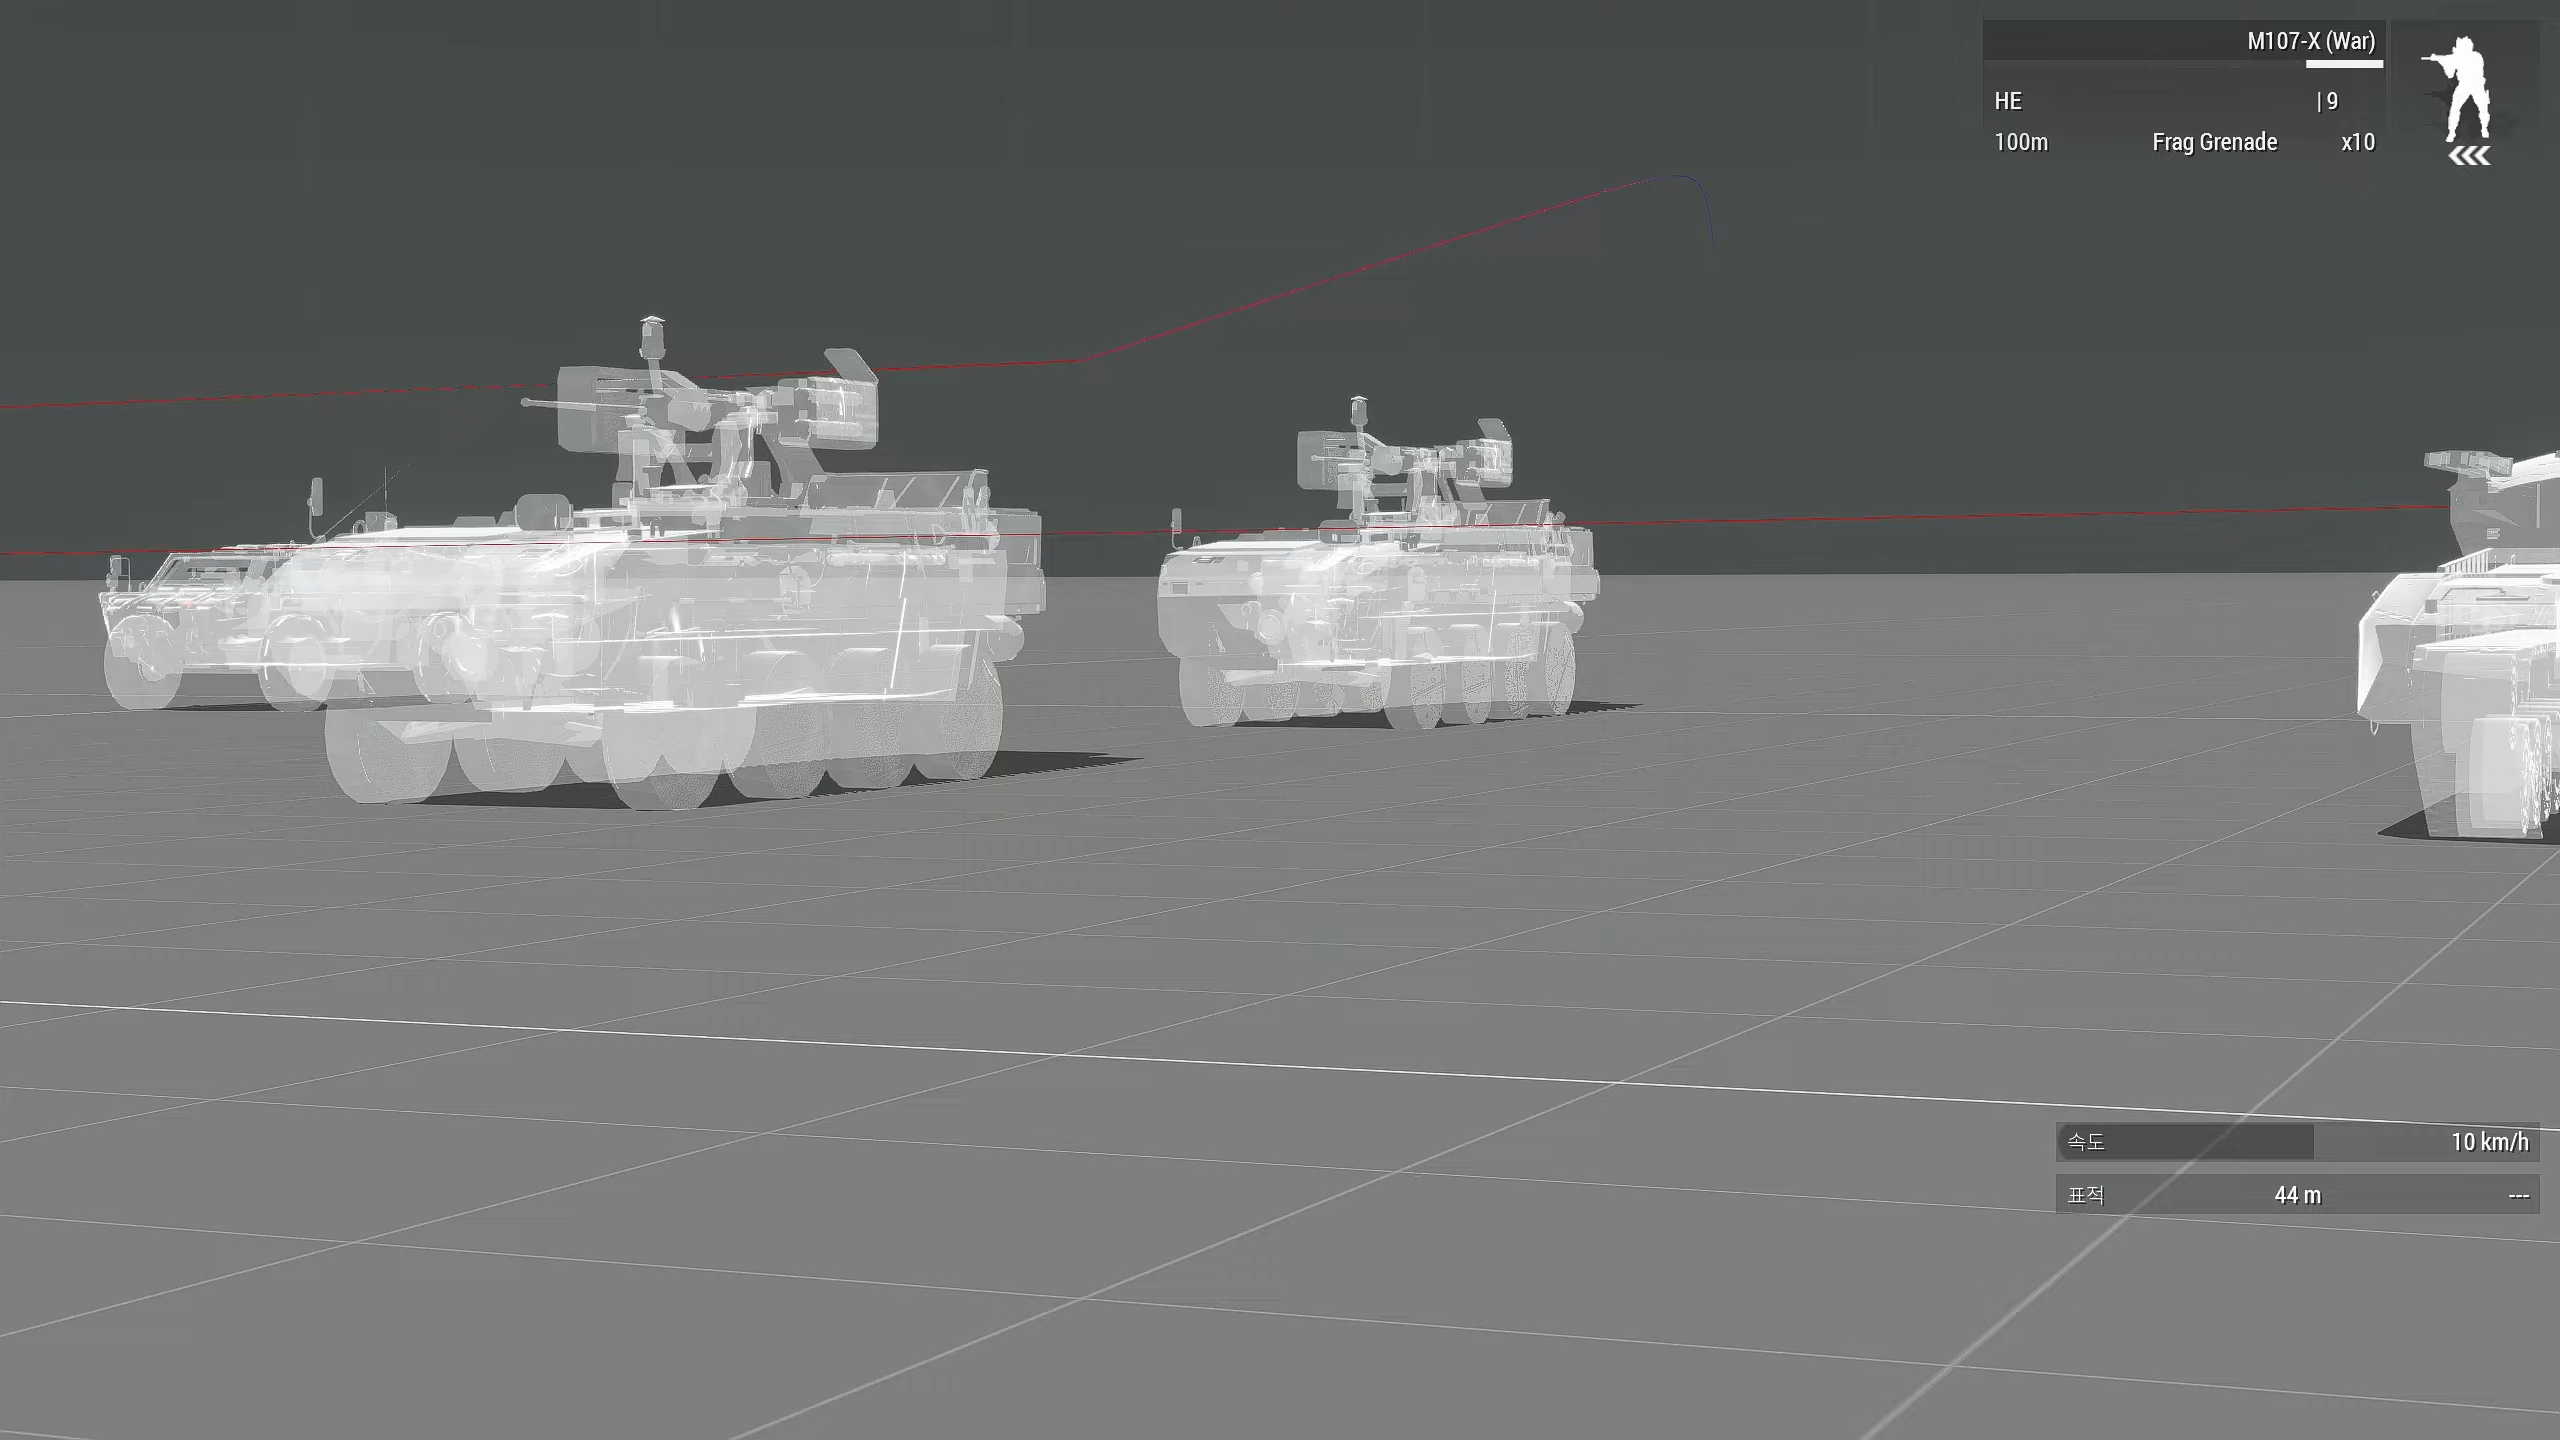 M107-X (War)
HE | 9
100m Frag Grenade x10
속도 10 km/h
표적 44 m ---